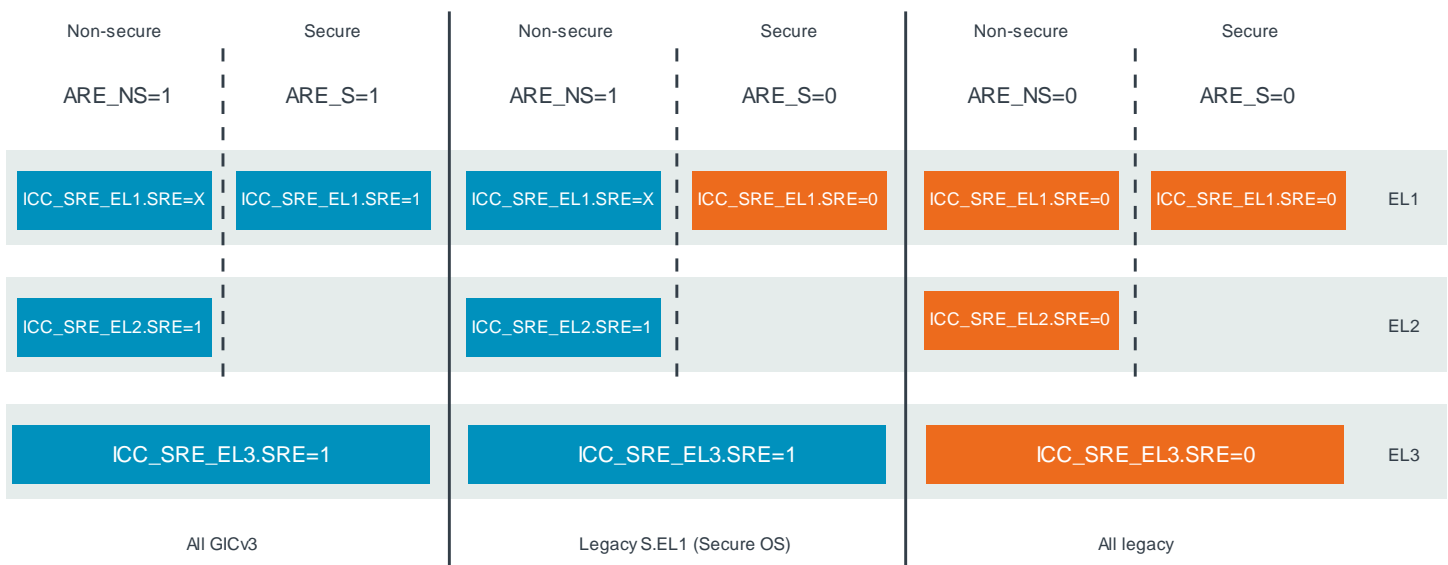 Non-secure Secure Non-secure Secure Non-secure Secure
ARE_NS=1 ARE_S=1 ARE_NS=1 ARE_S=0 ARE_NS=0 ARE_S=0
ICC_SRE_EL1.SRE=X ICC_SRE_EL1.SRE=1 ICC_SRE_EL1.SRE=X ICC_SRE_EL1.SRE=0 ICC_SRE_EL1.SRE=0 ICC_SRE_EL1.SRE=0 EL1
ICC_SRE_EL2.SRE=1 ICC_SRE_EL2.SRE=1 ICC_SRE_EL2.SRE=0 EL2
ICC_SRE_EL3.SRE=1 ICC_SRE_EL3.SRE=1 ICC_SRE_EL3.SRE=0 EL3
All GICv3 Legacy S.EL1 (Secure OS) All legacy